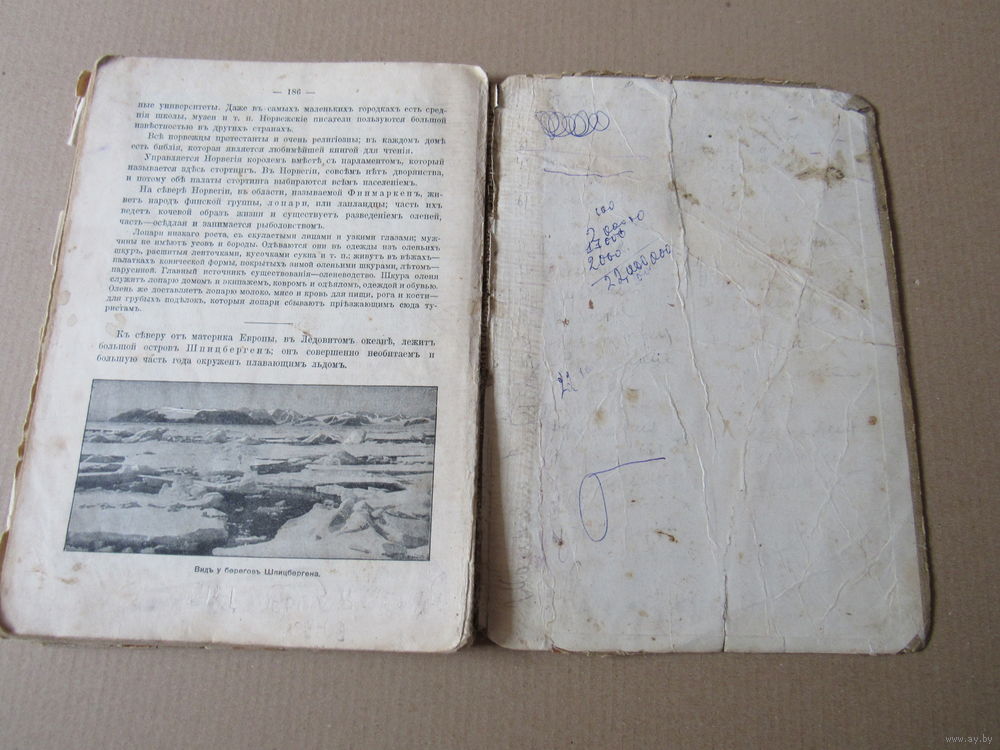 — 186 —
ные университеты. Даже въ самыхъ маленькихъ городкахъ есть сред-
нія школы, музеи и т. п. Норвежскіе писатели пользуются большой
извѣстностью въ другихъ странахъ.
Всѣ норвежцы протестанты и очень религіозны; въ каждомъ домѣ
есть библія, которая является любимѣйшей книгой для чтенія.
Управляется Норвегія королемъ вмѣстѣ съ парламентомъ, который
называется здѣсь стортингъ. Въ Норвегіи, совсѣмъ нѣтъ дворянства,
и потому обѣ палаты стортинга выбираются всѣмъ населеніемъ.
На сѣверѣ Норвегіи, въ области, называемой Финмаркенъ, жи-
ветъ народъ финской группы, лопари, или лапландцы; часть ихъ
ведетъ кочевой образъ жизни и существуетъ разведеніемъ оленей,
часть—осѣдлая и занимается рыболовствомъ.
Лопари низкаго роста, съ скуластыми лицами и узкими глазами; муж-
чины не имѣютъ усовъ и бороды. Одѣваются они въ одежды изъ оленьихъ
шкуръ, расшитыя ленточками, кусочками сукна и т. п.; живутъ въ вѣжахъ—
палаткахъ конической формы, покрытыхъ зимой оленьими шкурами, лѣтомъ—
парусиной. Главный источникъ существованія—оленеводство. Шкура оленя
служитъ лопарю домомъ и экипажемъ, ковромъ и одѣяломъ, одеждой и обувью.
Олень же доставляетъ лопарю молоко, мясо и кровь для пищи, рога и кости—
для грубыхъ подѣлокъ, которыя лопари сбываютъ пріѣзжающимъ сюда ту-
ристамъ.
Къ сѣверу отъ материка Европы, въ Ледовитомъ океанѣ, лежитъ
большой островъ Шпицбергенъ; онъ совершенно необитаемъ и
большую часть года окруженъ плавающимъ льдомъ.
Видъ у береговъ Шпицбергена.
100
2000
www.ay.by